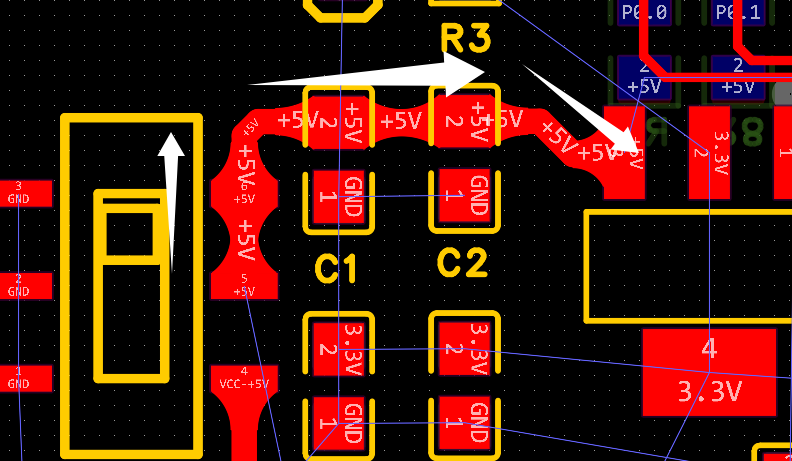 P0.0
P0.1
R3
2
+5V
2
+5V
+5V
+5V
2
+5V
+5V
2
+5V
+5V
+5V
+5V
+5V
2
3.3V
1
3
GND
+5V
6
+5V
1
GND
1
GND
+5V
C1
C2
2
GND
5
+5V
2
3.3V
2
3.3V
4
3.3V
1
GND
4
VCC-+5V
1
GND
1
GND